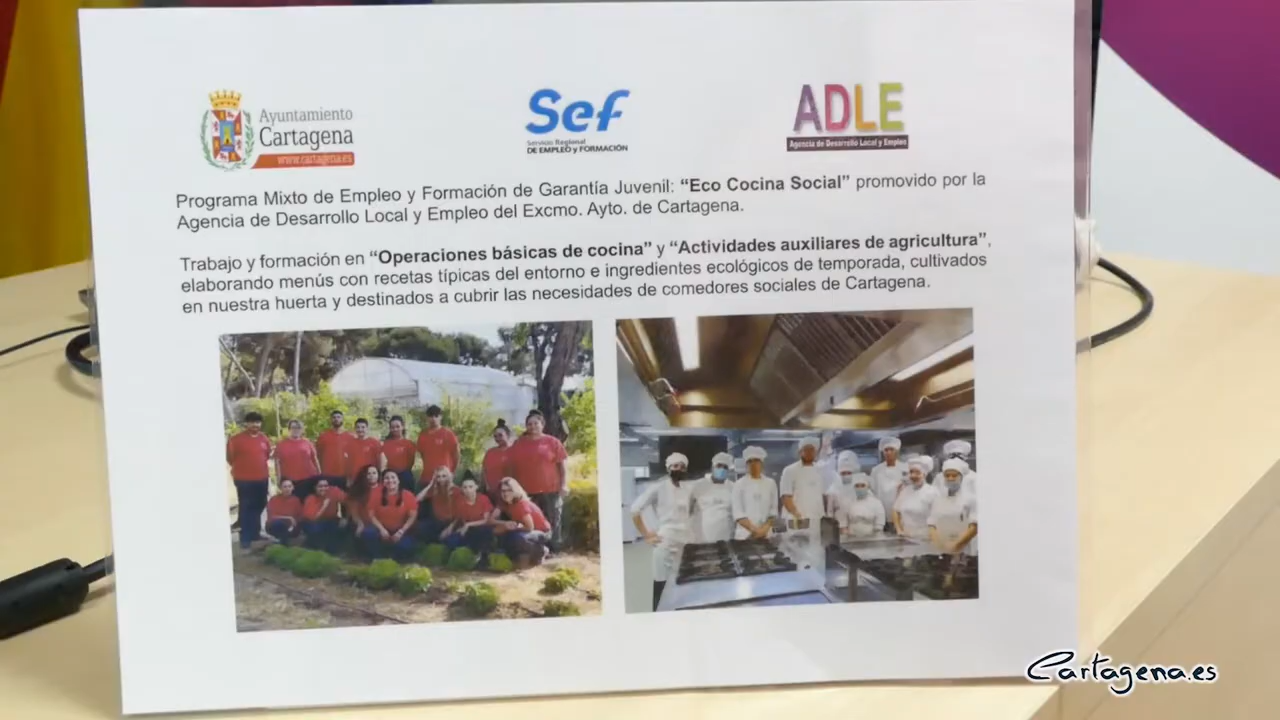 Ayuntamiento
Cartagena
www.cartagena.es
Sef
Servicio Regional
DE EMPLEO y FORMACIÓN
ADLE
Agencia de Desarrollo Local y Empleo
Programa Mixto de Empleo y Formación de Garantía Juvenil: “Eco Cocina Social” promovido por la
Agencia de Desarrollo Local y Empleo del Excmo. Ayto. de Cartagena.
Trabajo y formación en “Operaciones básicas de cocina” y “Actividades auxiliares de agricultura”,
elaborando menús con recetas típicas del entorno e ingredientes ecológicos de temporada, cultivados
en nuestra huerta y destinados a cubrir las necesidades de comedores sociales de Cartagena.
Cartagena.es